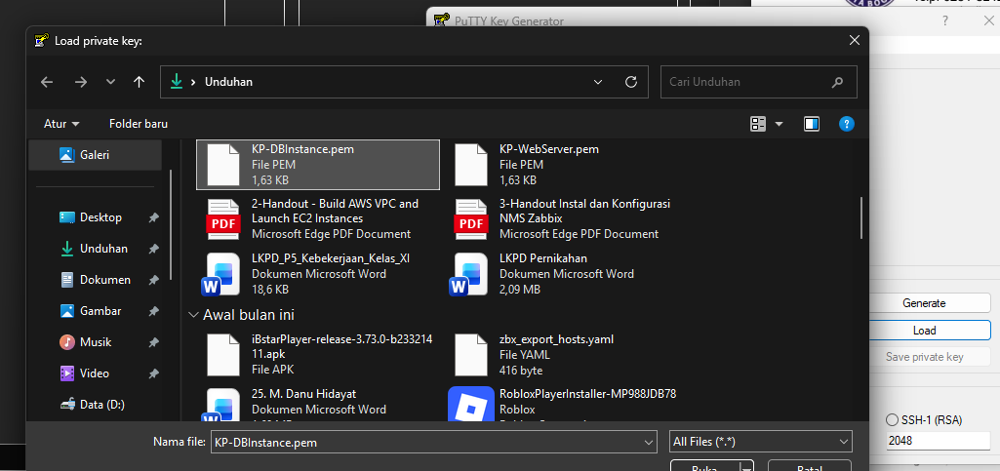 PuTTY Key Generator
Load private key:
Unduhan
Cari Unduhan
Atur
Folder baru
Galeri
Desktop
Unduhan
Dokumen
Gambar
Musik
Video
Data (D:)
KP-DBInstance.pem
File PEM
1,63 KB
KP-WebServer.pem
File PEM
1,63 KB
PDF
2-Handout - Build AWS VPC and
Launch EC2 Instances
Microsoft Edge PDF Document
PDF
3-Handout Instal dan Konfigurasi
NMS Zabbix
Microsoft Edge PDF Document
W
LKPD_P5_Kebekerjaan_Kelas_XI
Dokumen Microsoft Word
18,6 KB
W
LKPD Pernikahan
Dokumen Microsoft Word
2,09 MB
Awal bulan ini
iBstarPlayer-release-3.73.0-b233214
11.apk
File APK
zbx_export_hosts.yaml
File YAML
416 byte
W
25. M. Danu Hidayat
Dokumen Microsoft Word
RobloxPlayerInstaller-MP988JDB78
Roblox
Nama file:
KP-DBInstance.pem
All Files (*.*)
Buka
Batal
Generate
Load
Save private key
SSH-1 (RSA)
2048